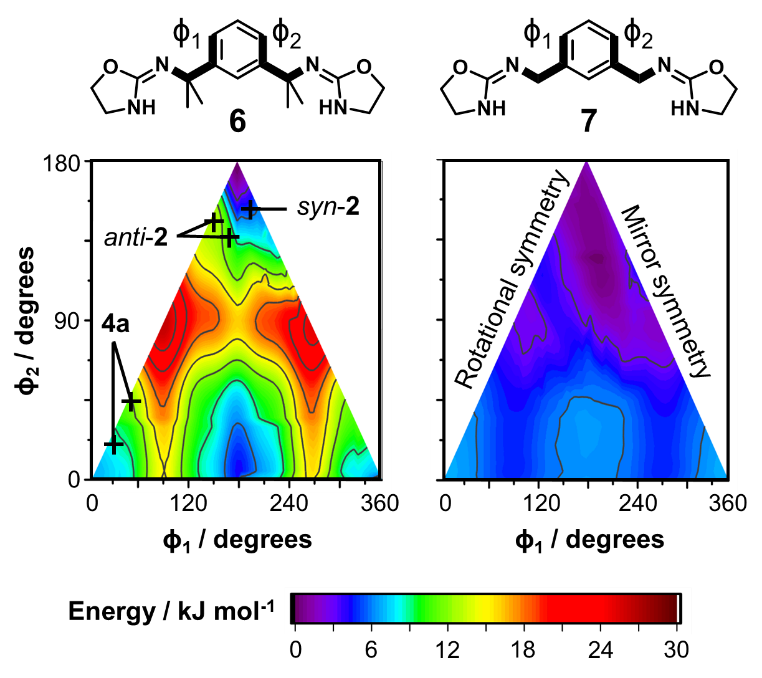 ϕ1 ϕ2 ϕ1 ϕ2
O N N O O N N O
NH HN NH HN
6 7
180
syn-2
anti-2
Rotational symmetry
Mirror symmetry
4a
90
ϕ2 / degrees
0
0 120 240 360 0 120 240 360
ϕ1 / degrees ϕ1 / degrees
Energy / kJ mol-1
0 6 12 18 24 30